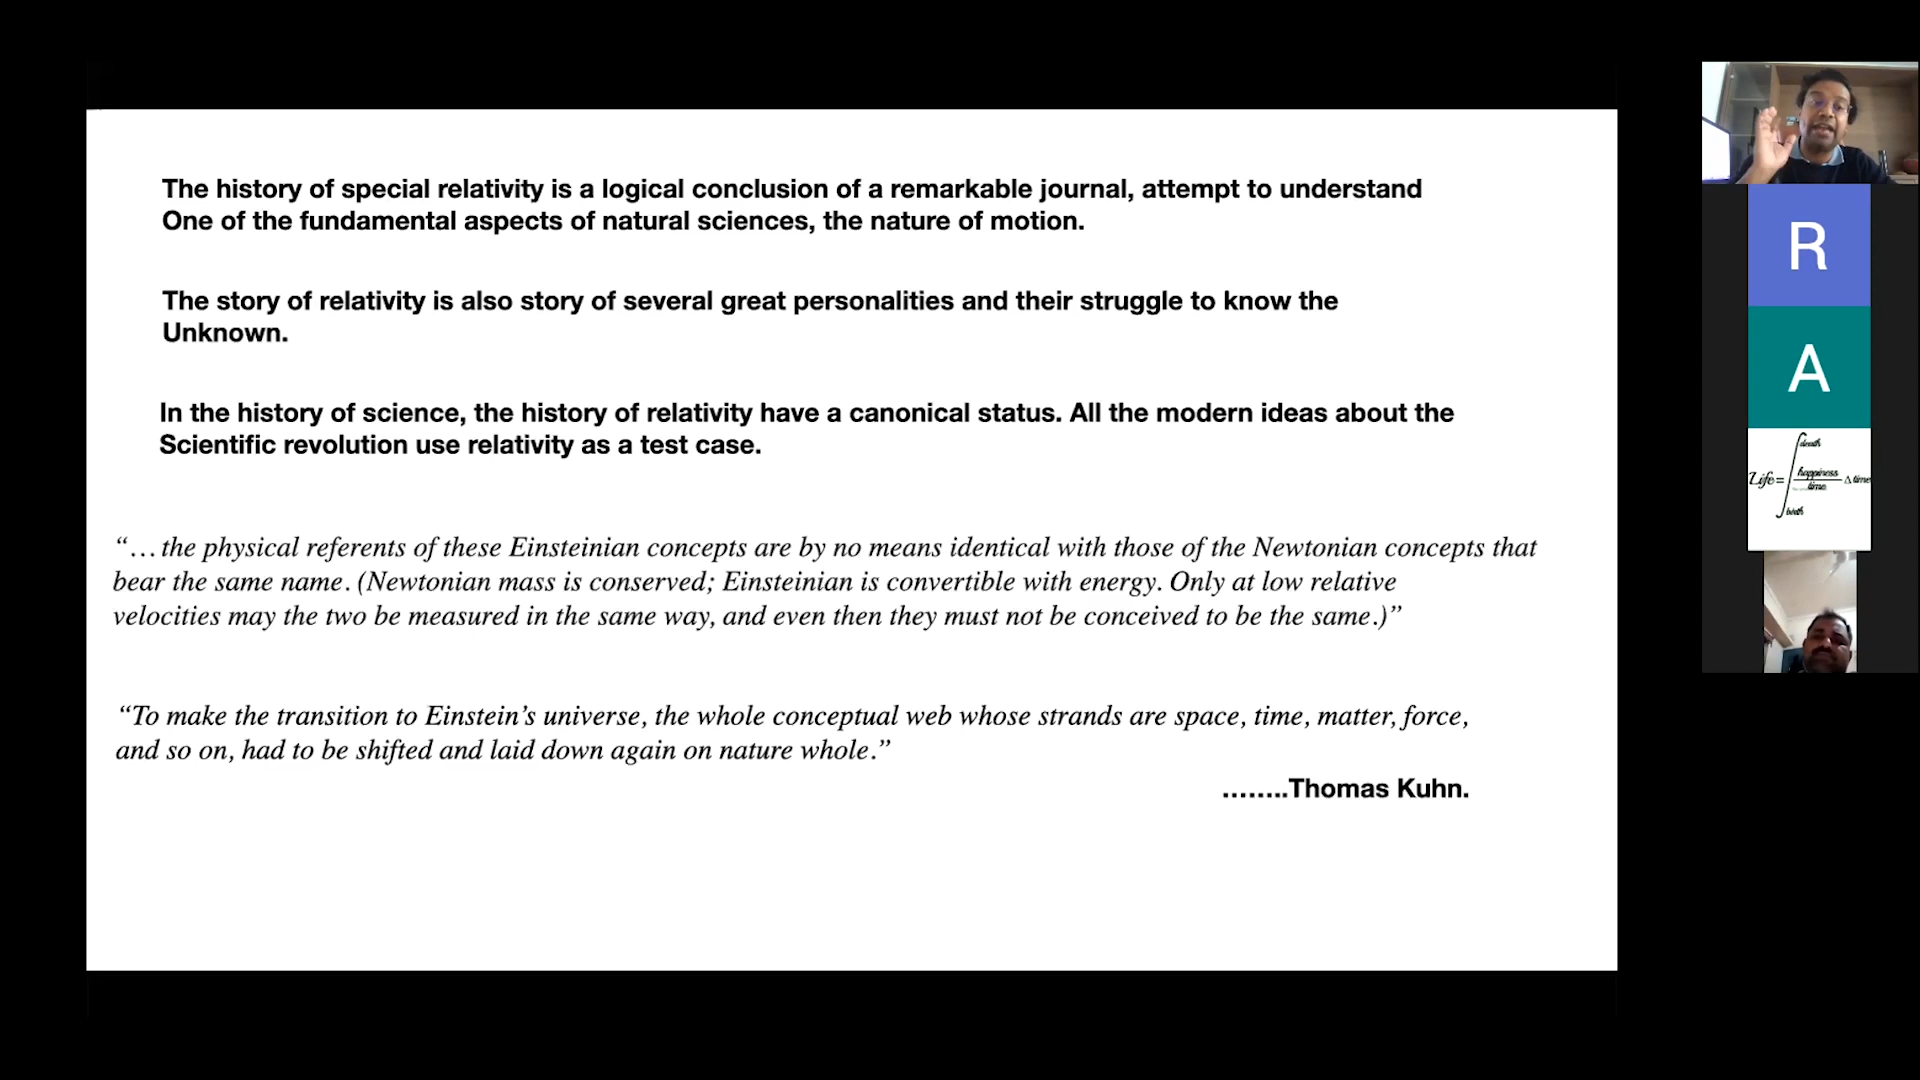 The history of special relativity is a logical conclusion of a remarkable journal, attempt to understand
One of the fundamental aspects of natural sciences, the nature of motion.
The story of relativity is also story of several great personalities and their struggle to know the
Unknown.
In the history of science, the history of relativity have a canonical status. All the modern ideas about the
Scientific revolution use relativity as a test case.
“…the physical referents of these Einsteinian concepts are by no means identical with those of the Newtonian concepts that
bear the same name. (Newtonian mass is conserved; Einsteinian is convertible with energy. Only at low relative
velocities may the two be measured in the same way, and even then they must not be conceived to be the same.)”
“To make the transition to Einstein’s universe, the whole conceptual web whose strands are space, time, matter, force,
and so on, had to be shifted and laid down again on nature whole.”
……..Thomas Kuhn.
R
A
death
Life = ∫ happiness
time Δ time
birth